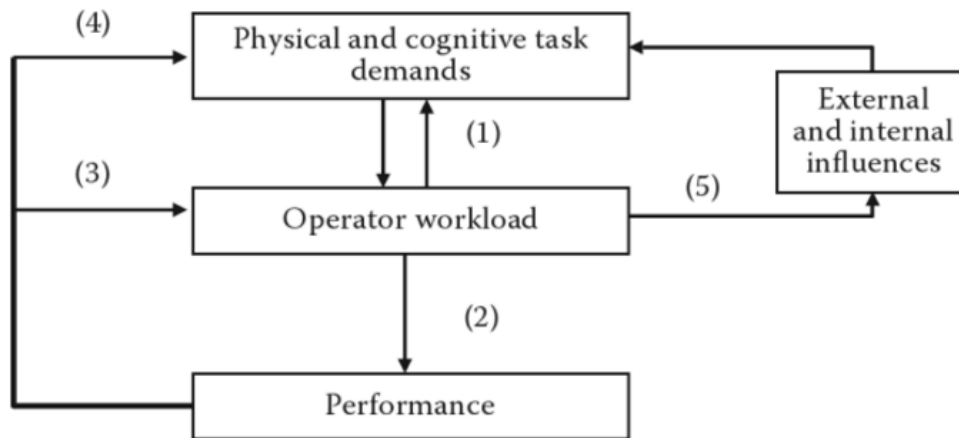 (4)
Physical and cognitive task
demands
External
and internal
influences
(1)
(3)
(5)
Operator workload
(2)
Performance